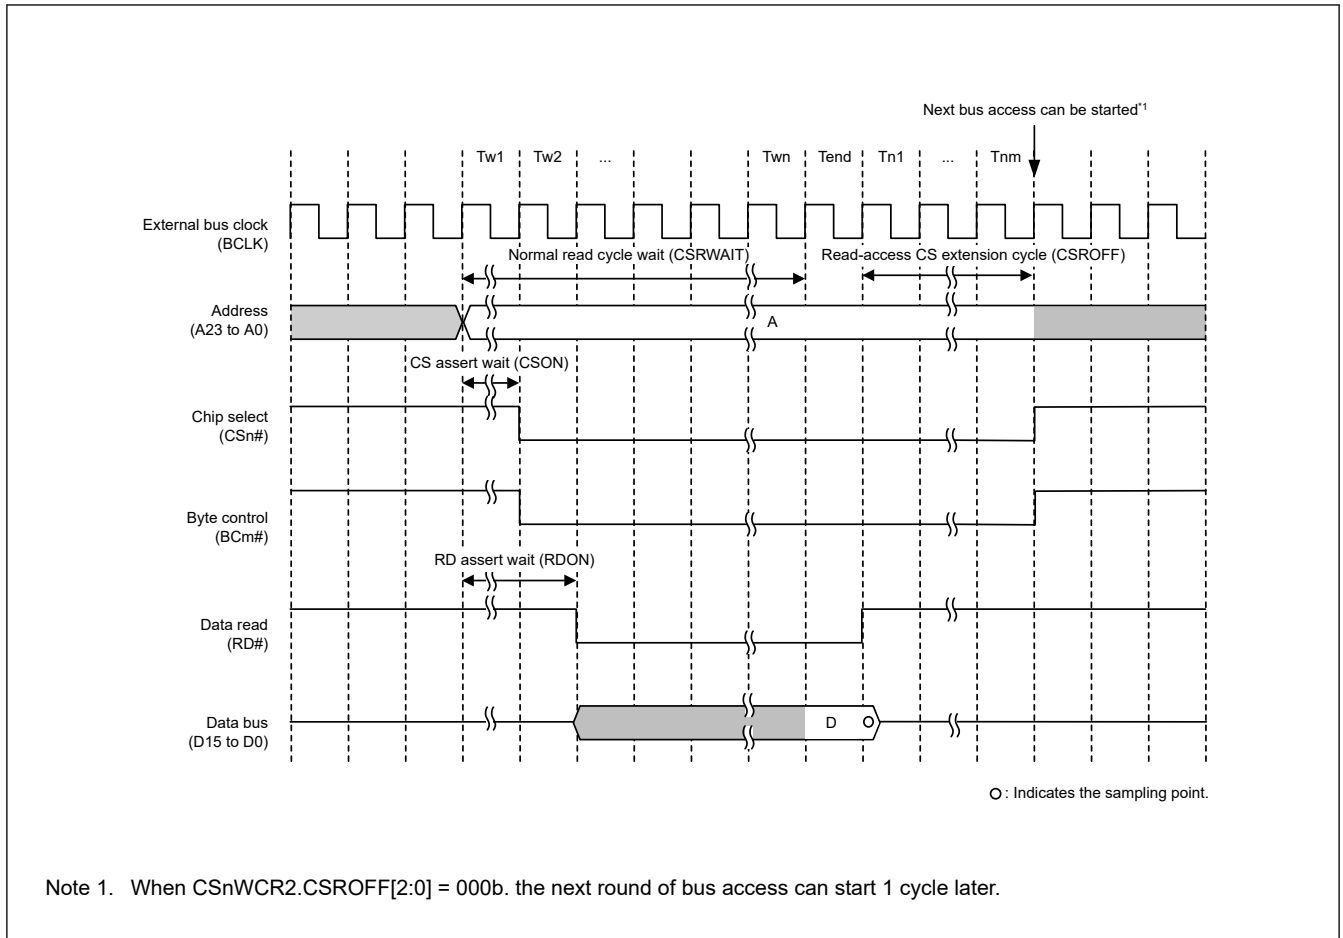 Next bus access can be started*1
Tw1 Tw2 ... Twn Tend Tn1 ... Tnm
External bus clock
(BCLK)
Normal read cycle wait (CSRWAIT) Read-access CS extension cycle (CSROFF)
Address
(A23 to A0)
A
CS assert wait (CSON)
Chip select
(CSn#)
Byte control
(BCm#)
RD assert wait (RDON)
Data read
(RD#)
Data bus
(D15 to D0)
D
: Indicates the sampling point.
Note 1. When CSnWCR2.CSROFF[2:0] = 000b. the next round of bus access can start 1 cycle later.